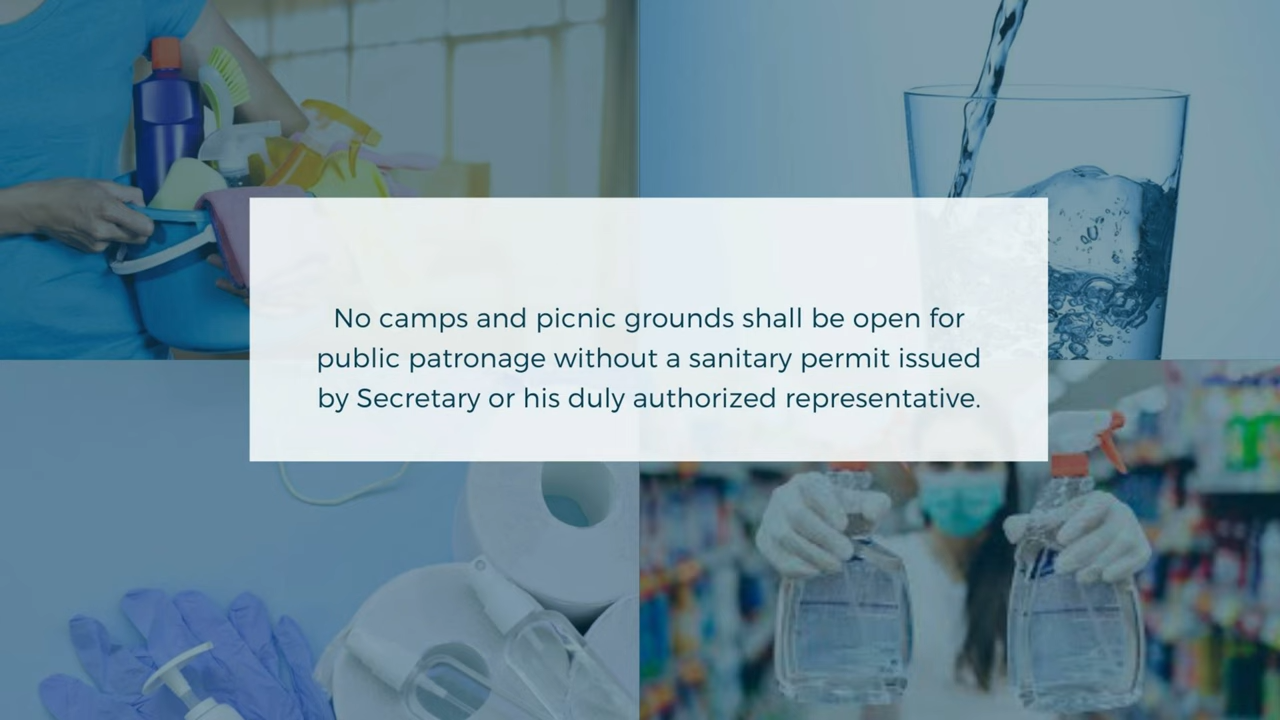 No camps and picnic grounds shall be open for
public patronage without a sanitary permit issued
by Secretary or his duly authorized representative.